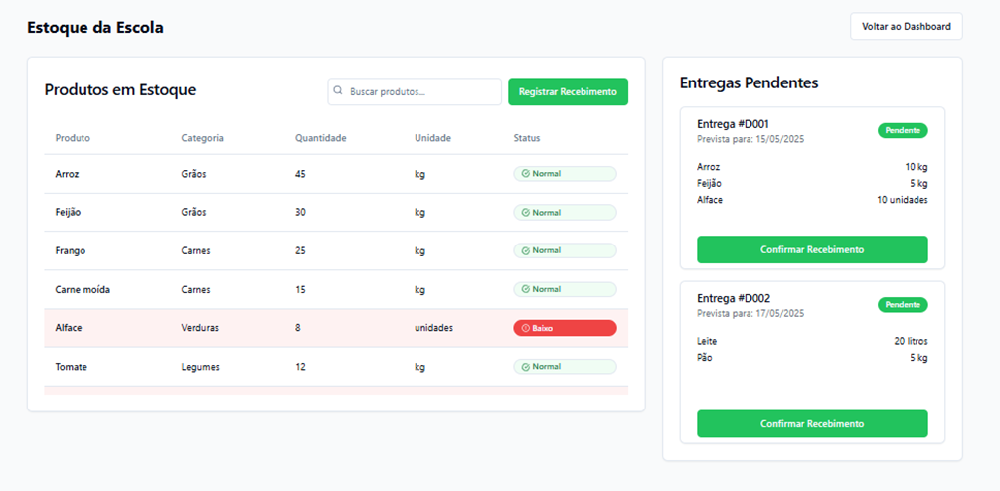 Estoque da Escola
Voltar ao Dashboard
Produtos em Estoque
Buscar produtos...
Registrar Recebimento
Produto Categoria Quantidade Unidade Status
Arroz Grãos 45 kg Normal
Feijão Grãos 30 kg Normal
Frango Carnes 25 kg Normal
Carne moída Carnes 15 kg Normal
Alface Verduras 8 unidades Baixo
Tomate Legumes 12 kg Normal
Entregas Pendentes
Entrega #D001
Pendente
Prevista para: 15/05/2025
Arroz 10 kg
Feijão 5 kg
Alface 10 unidades
Confirmar Recebimento
Entrega #D002
Pendente
Prevista para: 17/05/2025
Leite 20 litros
Pão 5 kg
Confirmar Recebimento